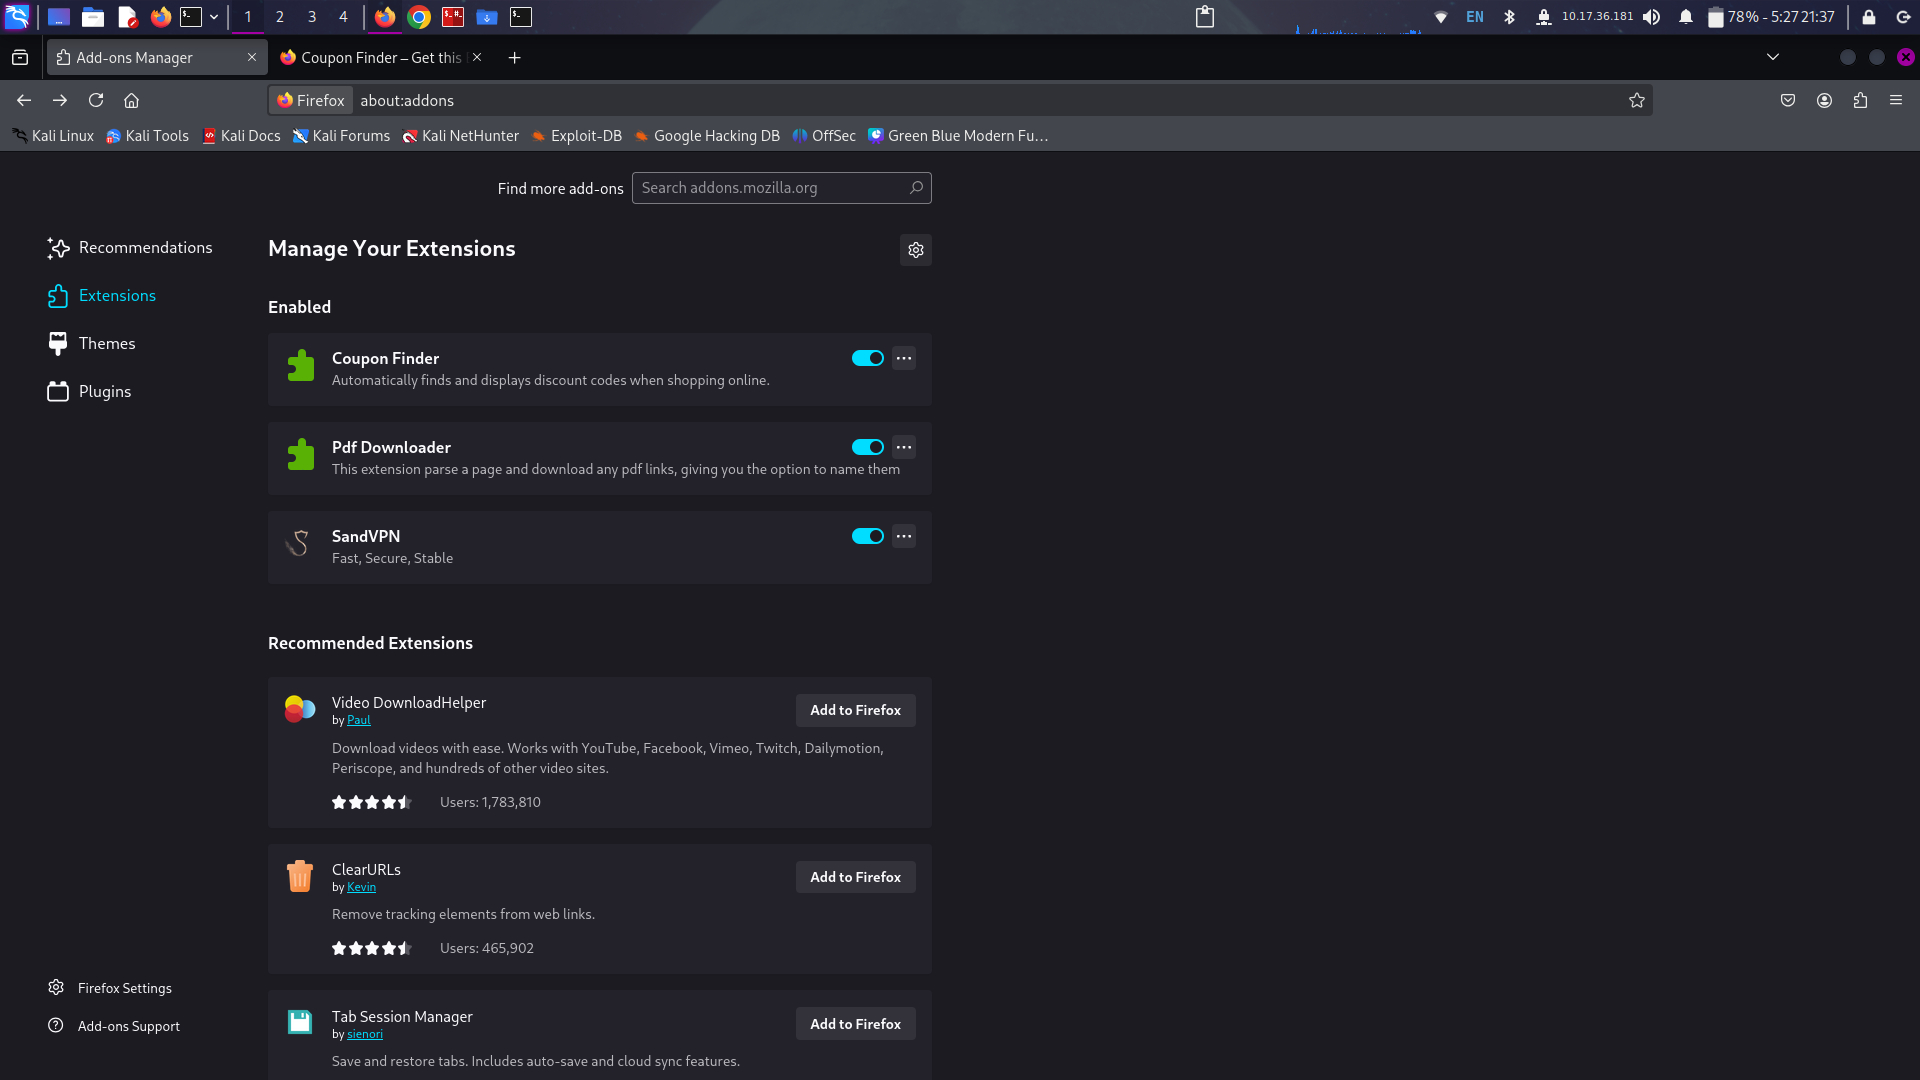 1
2
3
4
EN
10.17.36.181
78% - 5:27 21:37
Add-ons Manager
Coupon Finder – Get this
Firefox
about:addons
Kali Linux
Kali Tools
Kali Docs
Kali Forums
Kali NetHunter
Exploit-DB
Google Hacking DB
OffSec
Green Blue Modern Fu…
Find more add-ons
Search addons.mozilla.org
Recommendations
Extensions
Themes
Plugins
Manage Your Extensions
Enabled
Coupon Finder
Automatically finds and displays discount codes when shopping online.
Pdf Downloader
This extension parse a page and download any pdf links, giving you the option to name them
SandVPN
Fast, Secure, Stable
Recommended Extensions
Video DownloadHelper
by Paul
Add to Firefox
Download videos with ease. Works with YouTube, Facebook, Vimeo, Twitch, Dailymotion,
Periscope, and hundreds of other video sites.
Users: 1,783,810
ClearURLs
by Kevin
Add to Firefox
Remove tracking elements from web links.
Users: 465,902
Tab Session Manager
by sienori
Add to Firefox
Save and restore tabs. Includes auto-save and cloud sync features.
Firefox Settings
Add-ons Support